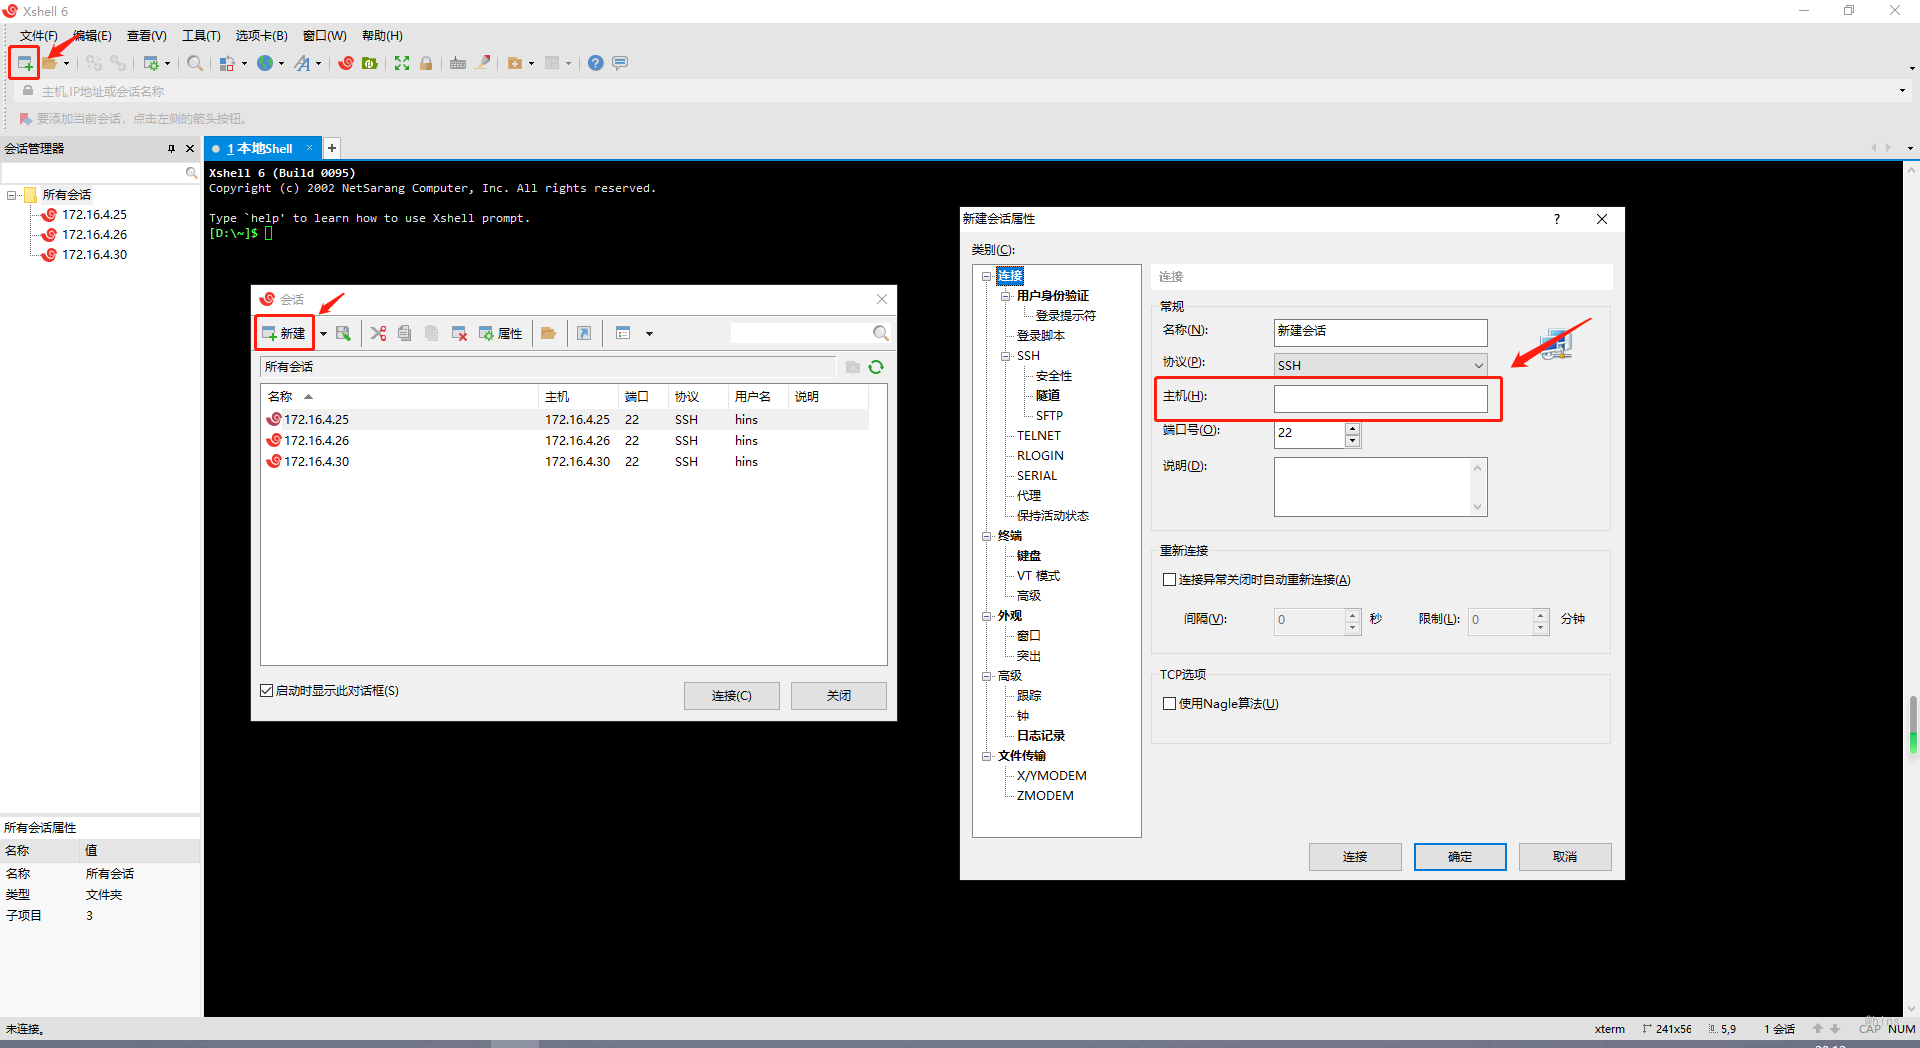 Xshell 6
文件(F) 编辑(E) 查看(V) 工具(T) 选项卡(B) 窗口(W) 帮助(H)
主机,IP地址或会话名称
要添加当前会话，点击左侧的箭头按钮。
会话管理器
1 本地Shell
所有会话
172.16.4.25
172.16.4.26
172.16.4.30
Xshell 6 (Build 0095)
Copyright (c) 2002 NetSarang Computer, Inc. All rights reserved.
Type `help' to learn how to use Xshell prompt.
[D:\~]$
会话
新建
属性
所有会话
名称 主机 端口 协议 用户名 说明
172.16.4.25 172.16.4.25 22 SSH hins
172.16.4.26 172.16.4.26 22 SSH hins
172.16.4.30 172.16.4.30 22 SSH hins
启动时显示此对话框(S)
连接(C) 关闭
新建会话属性
类别(C):
连接
用户身份验证
登录提示符
登录脚本
SSH
安全性
隧道
SFTP
TELNET
RLOGIN
SERIAL
代理
保持活动状态
终端
键盘
VT 模式
高级
外观
窗口
突出
高级
跟踪
钟
日志记录
文件传输
X/YMODEM
ZMODEM
连接
常规
名称(N): 新建会话
协议(P): SSH
主机(H):
端口号(O): 22
说明(D):
重新连接
连接异常关闭时自动重新连接(A)
间隔(V): 0 秒 限制(L): 0 分钟
TCP选项
使用Nagle算法(U)
连接 确定 取消
所有会话属性
名称 值
名称 所有会话
类型 文件夹
子项目 3
未连接。
xterm 241x56 5,9 1 会话 CAP NUM
@hins